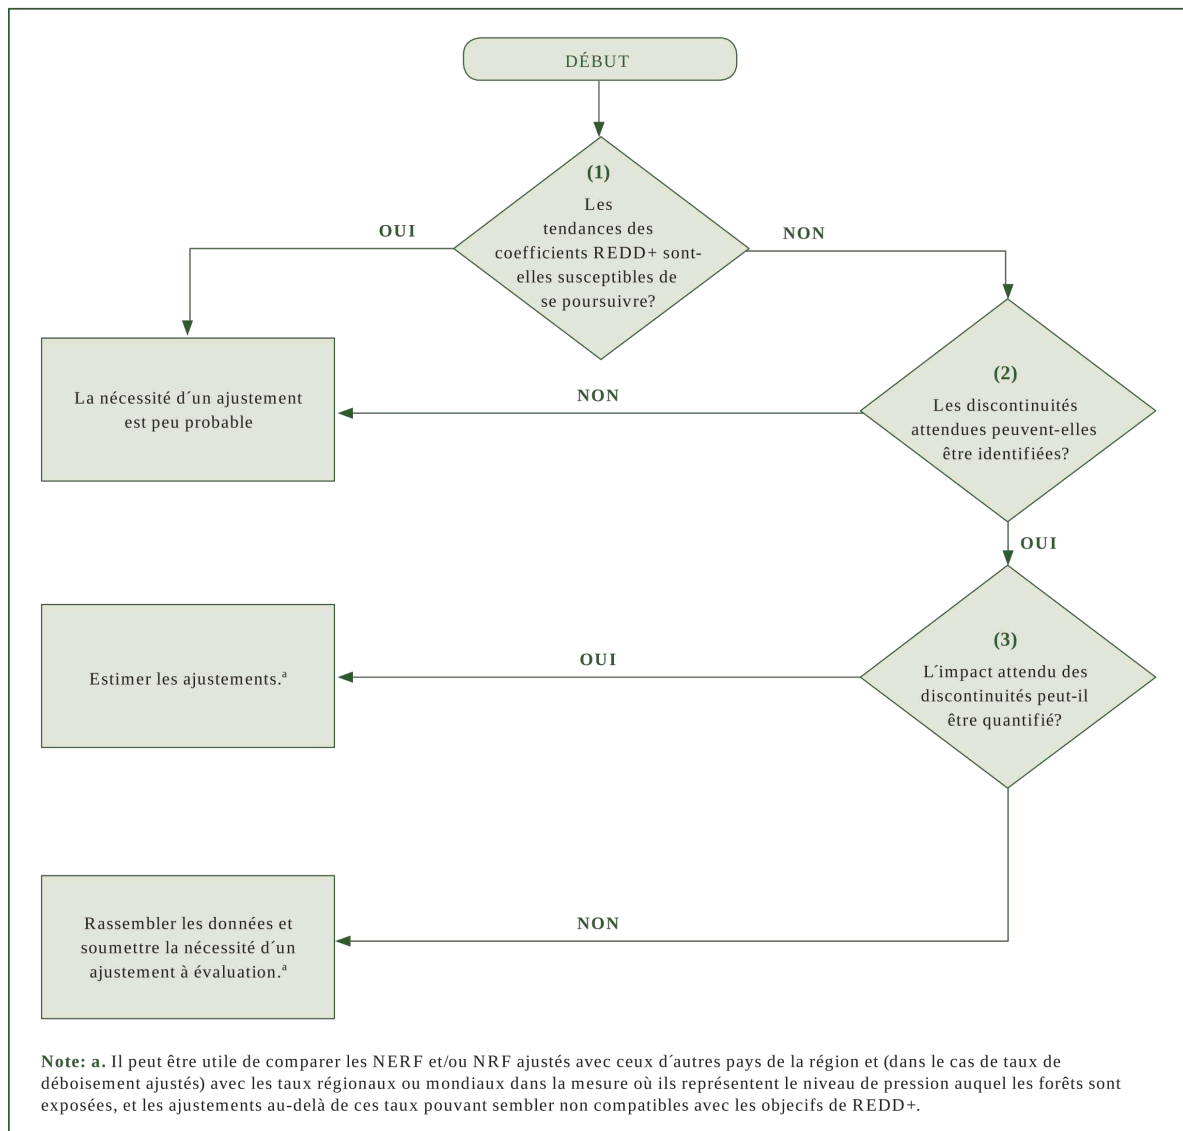 DÉBUT
(1)
Les
tendances des
coefficients REDD+ sont-
elles susceptibles de
se poursuivre?
OUI
NON
La nécessité d´un ajustement
est peu probable
NON
(2)
Les discontinuités
attendues peuvent-elles
être identifiées?
OUI
(3)
L´impact attendu des
discontinuités peut-il
être quantifié?
OUI
Estimer les ajustements.ª
NON
Rassembler les données et
soumettre la nécessité d´un
ajustement à évaluation.ª
Note: a. Il peut être utile de comparer les NERF et/ou NRF ajustés avec ceux d´autres pays de la région et (dans le cas de taux de
déboisement ajustés) avec les taux régionaux ou mondiaux dans la mesure où ils représentent le niveau de pression auquel les forêts sont
exposées, et les ajustements au-delà de ces taux pouvant sembler non compatibles avec les objecifs de REDD+.